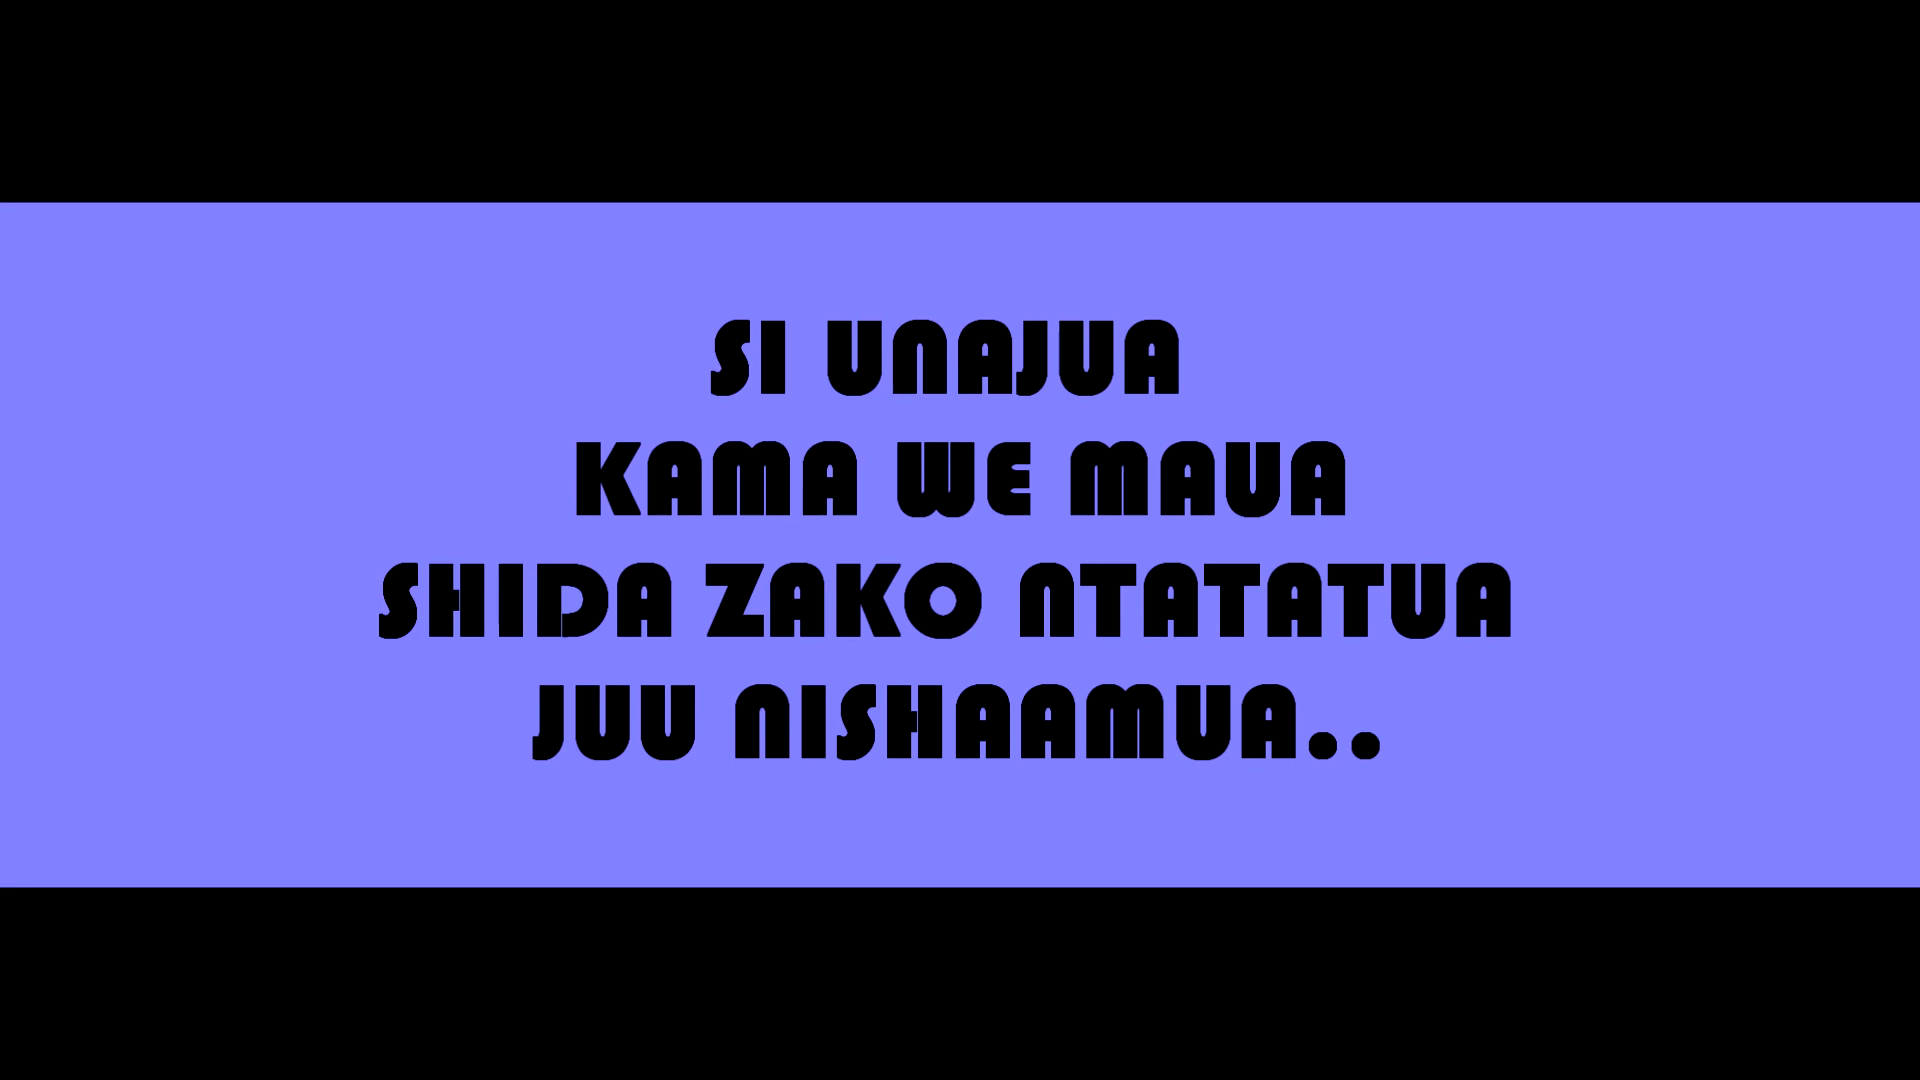 SI UNAJUA
KAMA WE MAUA
SHIDA ZAKO NTATATUA
JUU NISHAAMUA..